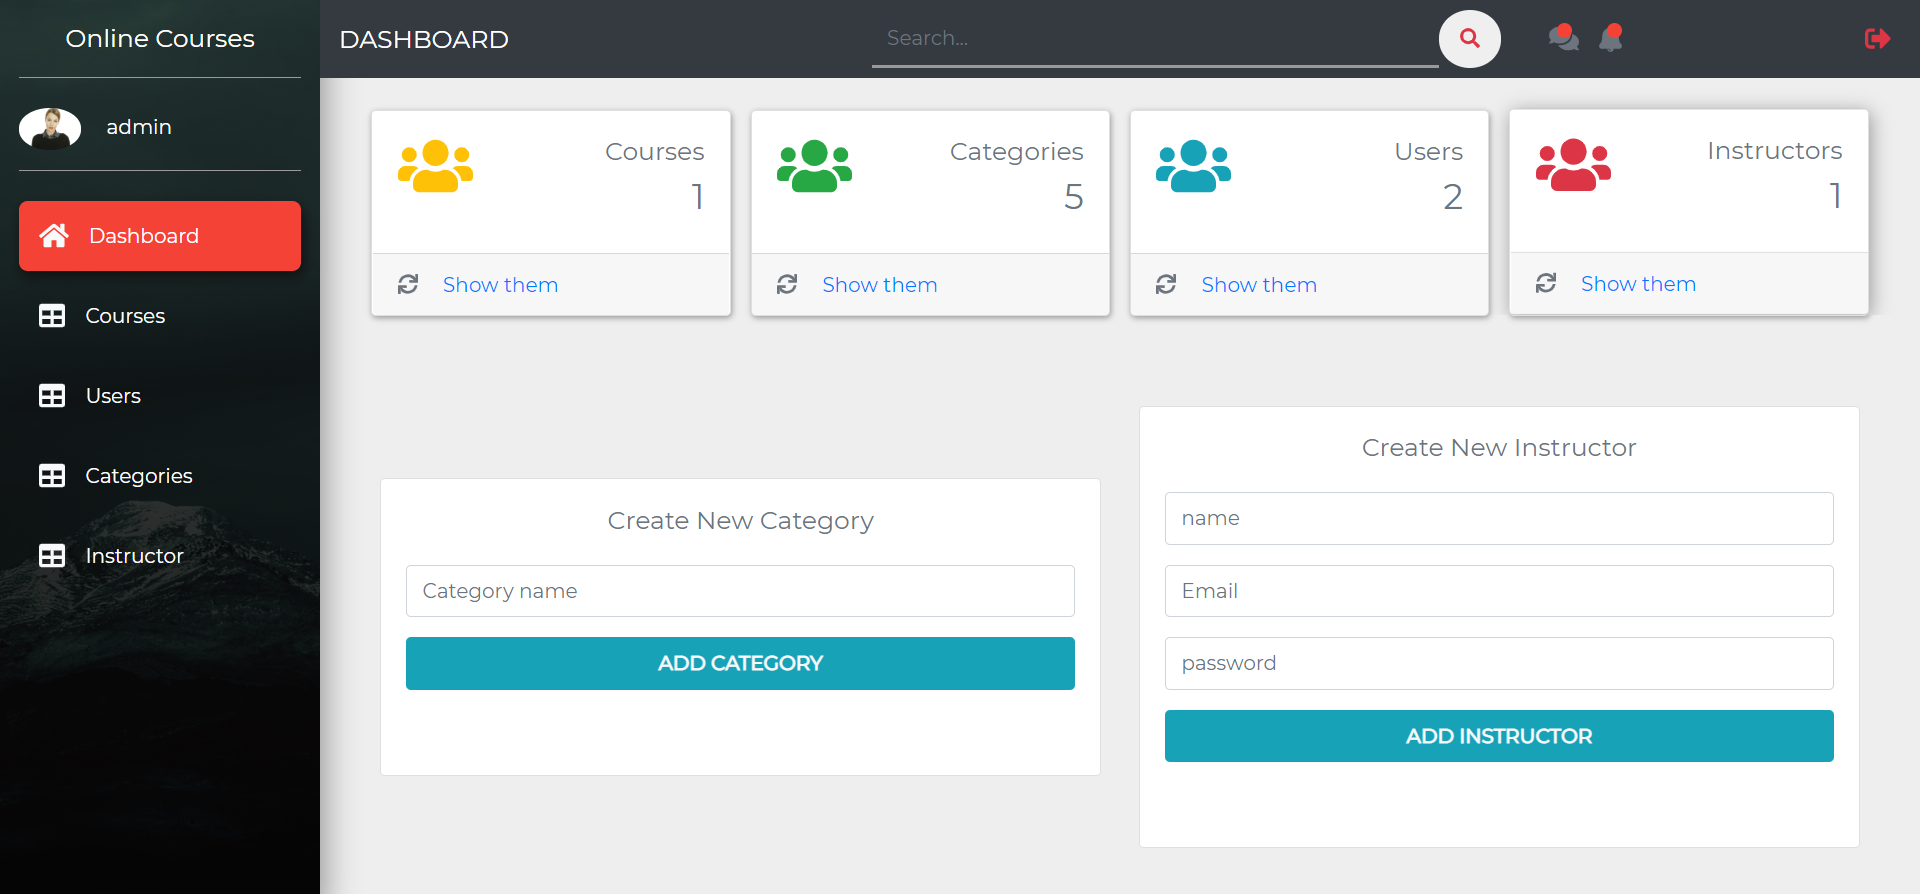 Online Courses
DASHBOARD
Search...
admin
Dashboard
Courses
Users
Categories
Instructor
Courses
1
Show them
Categories
5
Show them
Users
2
Show them
Instructors
1
Show them
Create New Category
Category name
ADD CATEGORY
Create New Instructor
name
Email
password
ADD INSTRUCTOR